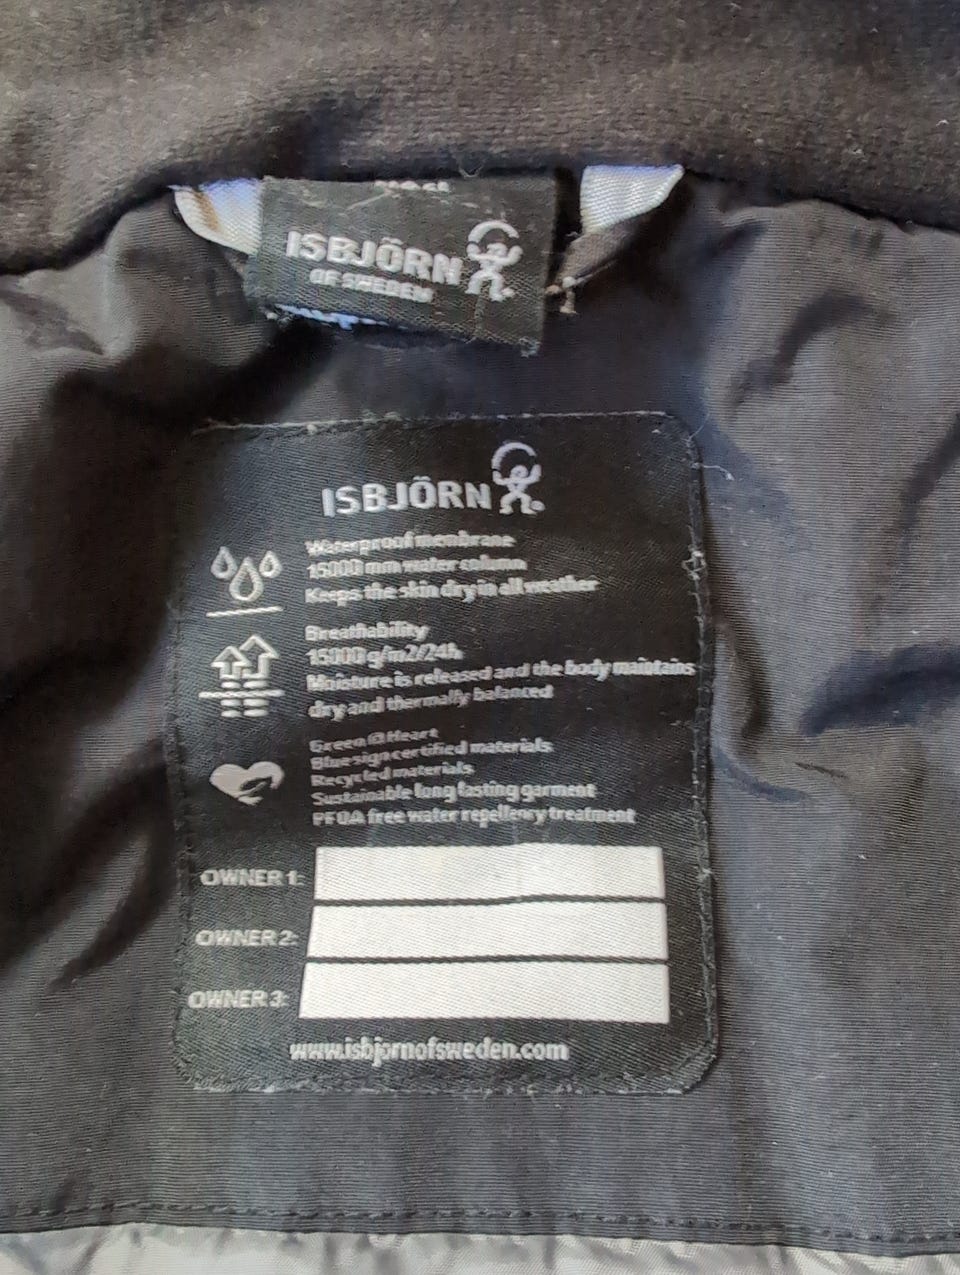 ISBJÖRN
OF SWEDEN
ISBJÖRN
Waterproof membrane
15000 mm water column
Keeps the skin dry in all weather
Breathability
15000 g/m2/24h
Moisture is released and the body maintains
dry and thermally balanced
Green @ Heart
Bluesign certified materials
Recycled materials
Sustainable long lasting garment
PFOA free water repellency treatment
OWNER 1:
OWNER 2:
OWNER 3:
www.isbjornofsweden.com